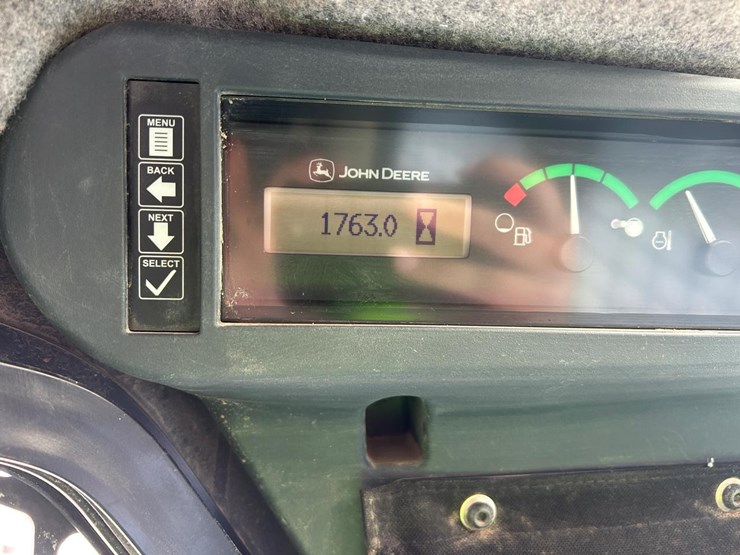 MENU
BACK
NEXT
SELECT
JOHN DEERE
1763.0